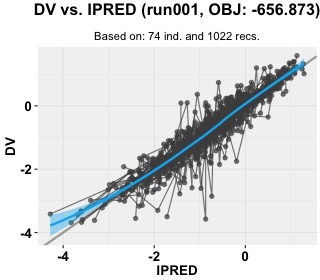 DV vs. IPRED (run001, OBJ: -656.873)
Based on: 74 ind. and 1022 recs.
0
-2
-4
DV
-4 -2 0
IPRED